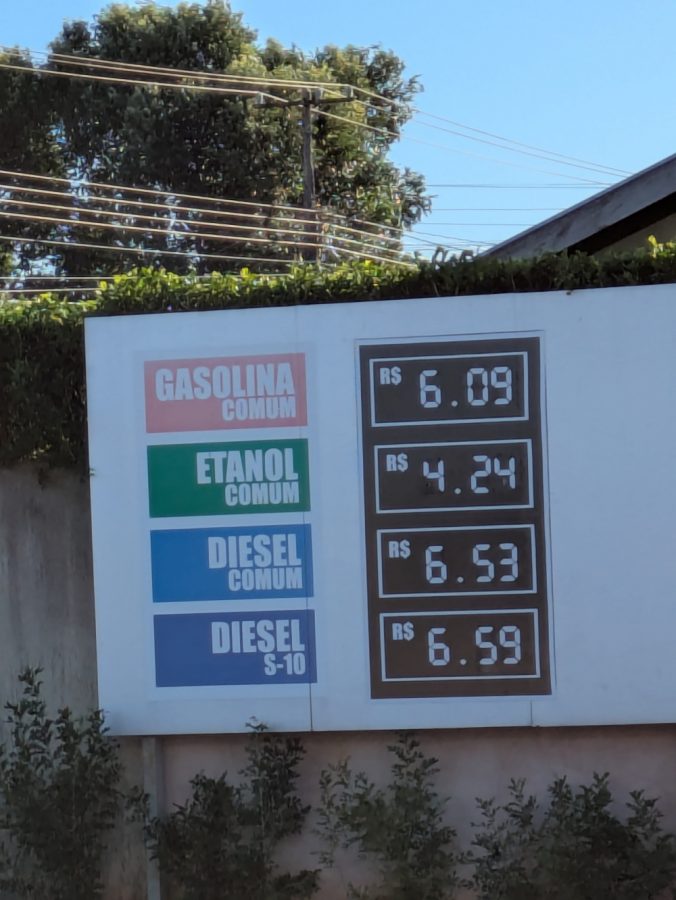 GASOLINA
COMUM
R$ 6.09
ETANOL
COMUM
R$ 4.24
DIESEL
COMUM
R$ 6.53
DIESEL
S-10
R$ 6.59